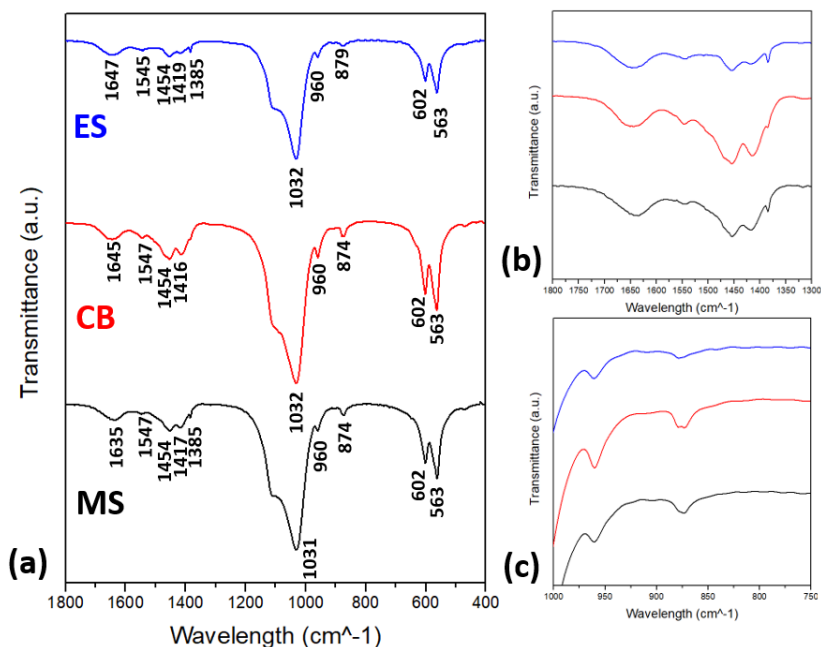 Transmittance (a.u.)
1647
1545
1454
1419
1385
960
879
602
563
ES
1032
CB
1645
1547
1454
1416
960
874
602
563
1032
MS
1635
1547
1454
1417
1385
960
874
602
563
1031
(a)
1800 1600 1400 1200 1000 800 600 400
Wavelength (cm^-1)
Transmittance (a.u.)
(b)
1800 1750 1700 1650 1600 1550 1500 1450 1400 1350 1300
Wavelength (cm^-1)
Transmittance (a.u.)
(c)
1000 950 900 850 800 750
Wavelength (cm^-1)